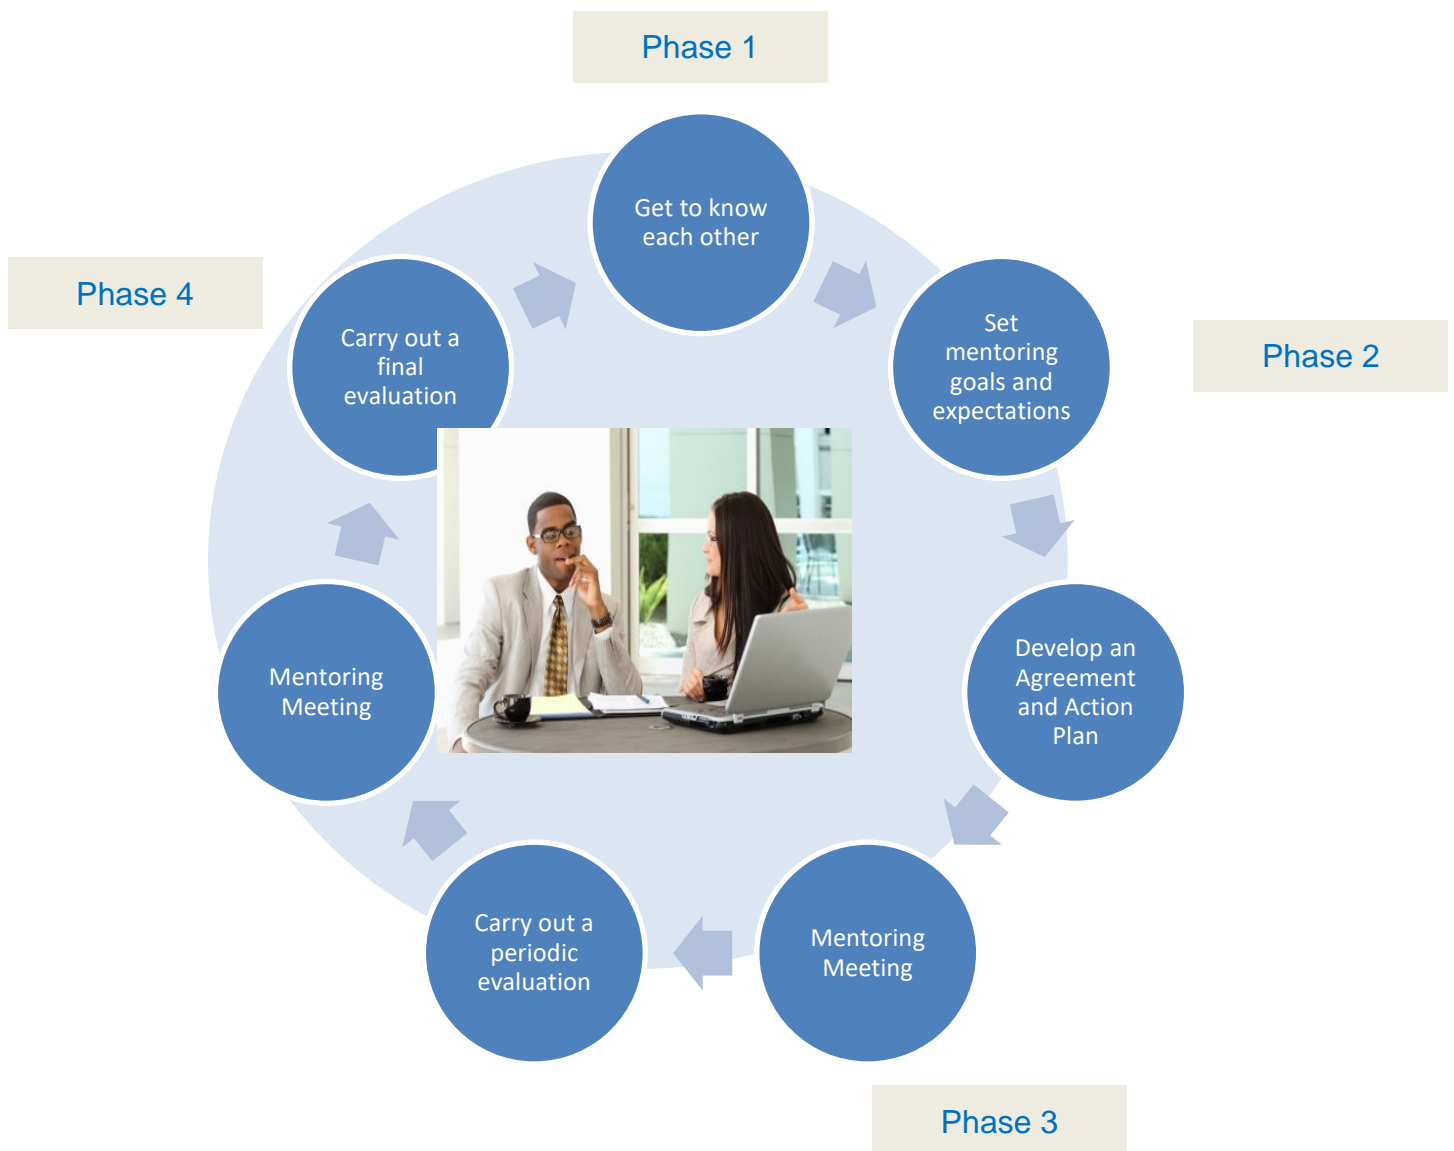 Phase 1
Get to know
each other
Phase 2
Set
mentoring
goals and
expectations
Develop an
Agreement
and Action
Plan
Phase 3
Mentoring
Meeting
Carry out a
periodic
evaluation
Mentoring
Meeting
Phase 4
Carry out a
final
evaluation